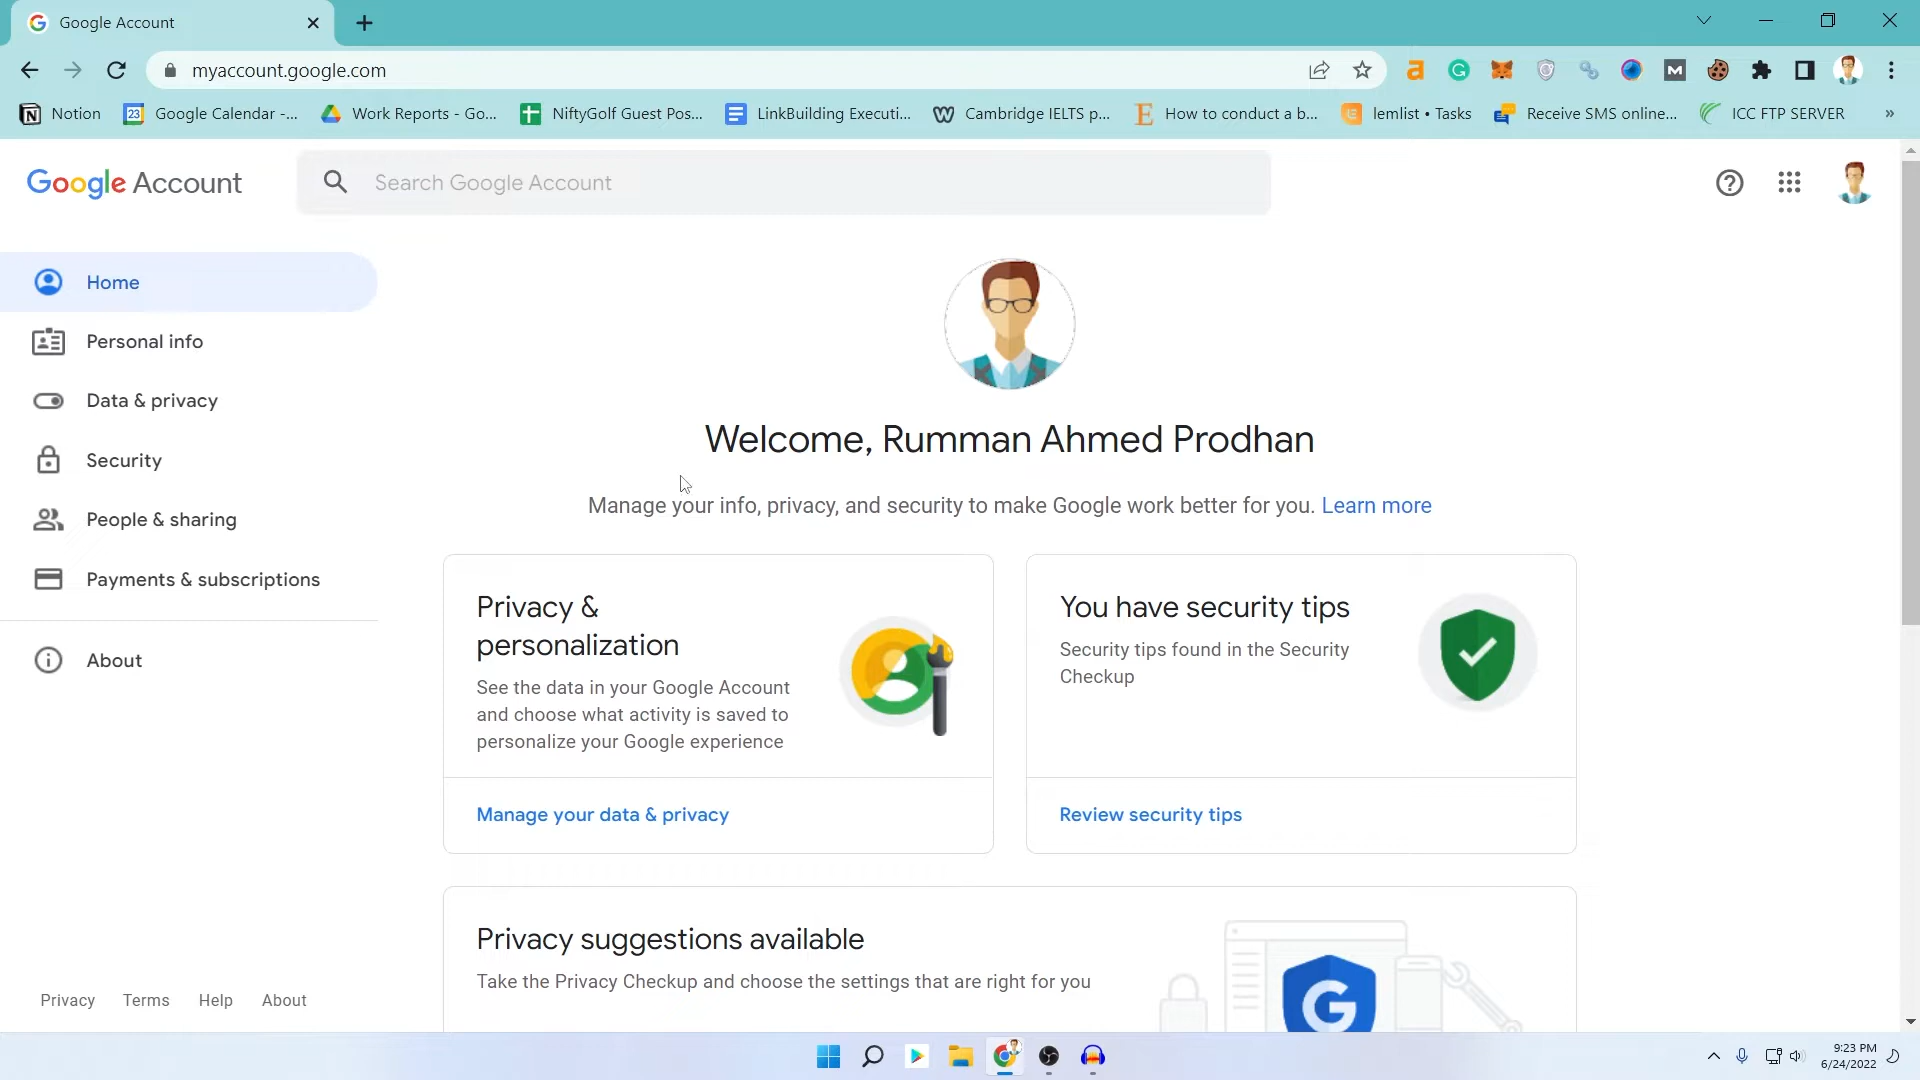 Google Account
myaccount.google.com
Notion
Google Calendar -...
Work Reports - Go...
NiftyGolf Guest Pos...
LinkBuilding Executi...
Cambridge IELTS p...
How to conduct a b...
lemlist • Tasks
Receive SMS online...
ICC FTP SERVER
»
Google Account
Search Google Account
Home
Personal info
Data & privacy
Security
People & sharing
Payments & subscriptions
About
Welcome, Rumman Ahmed Prodhan
Manage your info, privacy, and security to make Google work better for you. Learn more
Privacy &
personalization
See the data in your Google Account
and choose what activity is saved to
personalize your Google experience
Manage your data & privacy
You have security tips
Security tips found in the Security
Checkup
Review security tips
Privacy suggestions available
Take the Privacy Checkup and choose the settings that are right for you
Privacy Terms Help About
9:23 PM
6/24/2022